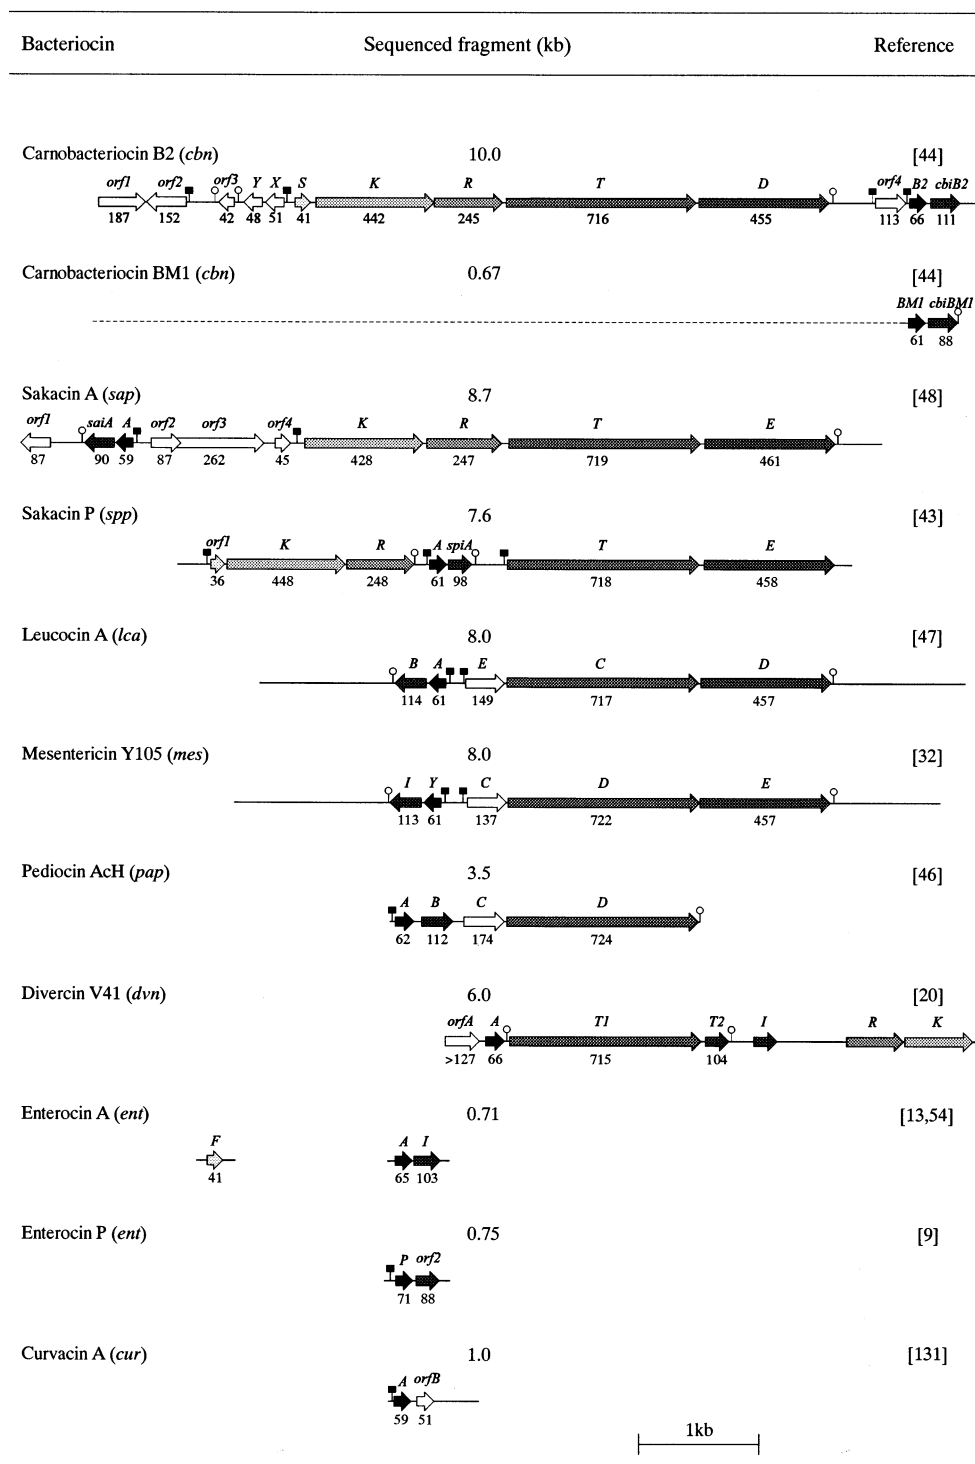 Bacteriocin Sequenced fragment (kb) Reference
Carnobacteriocin B2 (cbn) 10.0 [44]
orf1 orf2 orf3 Y X S K R T D orf4 B2 cbiB2
187 152 42 48 51 41 442 245 716 455 113 66 111
Carnobacteriocin BM1 (cbn) 0.67 [44]
BM1 cbiBM1
61 88
Sakacin A (sap) 8.7 [48]
orf1 saiA A orf2 orf3 orf4 K R T E
87 90 59 87 262 45 428 247 719 461
Sakacin P (spp) 7.6 [43]
orf1 K R A spiA T E
36 448 248 61 98 718 458
Leucocin A (lca) 8.0 [47]
B A E C D
114 61 149 717 457
Mesentericin Y105 (mes) 8.0 [32]
I Y C D E
113 61 137 722 457
Pediocin AcH (pap) 3.5 [46]
A B C D
62 112 174 724
Divercin V41 (dvn) 6.0 [20]
orfA A T1 T2 I R K
>127 66 715 104
Enterocin A (ent) 0.71 [13,54]
F A I
41 65 103
Enterocin P (ent) 0.75 [9]
P orf2
71 88
Curvacin A (cur) 1.0 [131]
A orfB
59 51
1kb